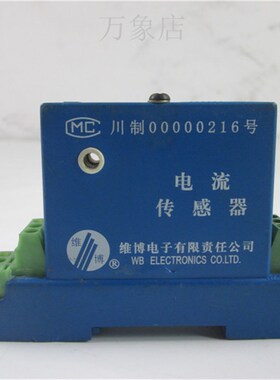 万象店
MC 川制00000216号
电流
传感器
维博
®
维博电子有限责任公司
WB ELECTRONICS CO.LTD.